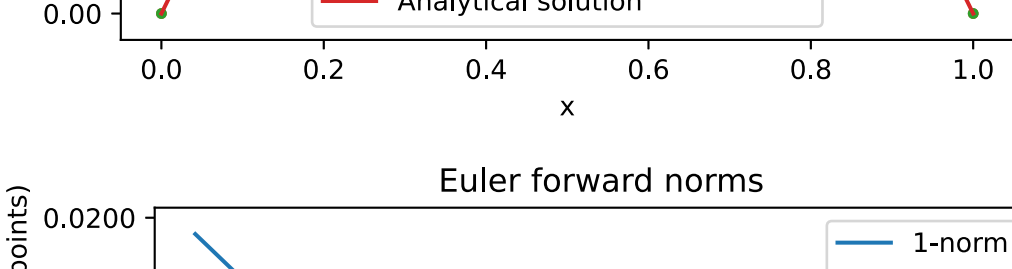 0.00
Analytical solution
0.0 0.2 0.4 0.6 0.8 1.0
x
Euler forward norms
points)
0.0200
1-norm